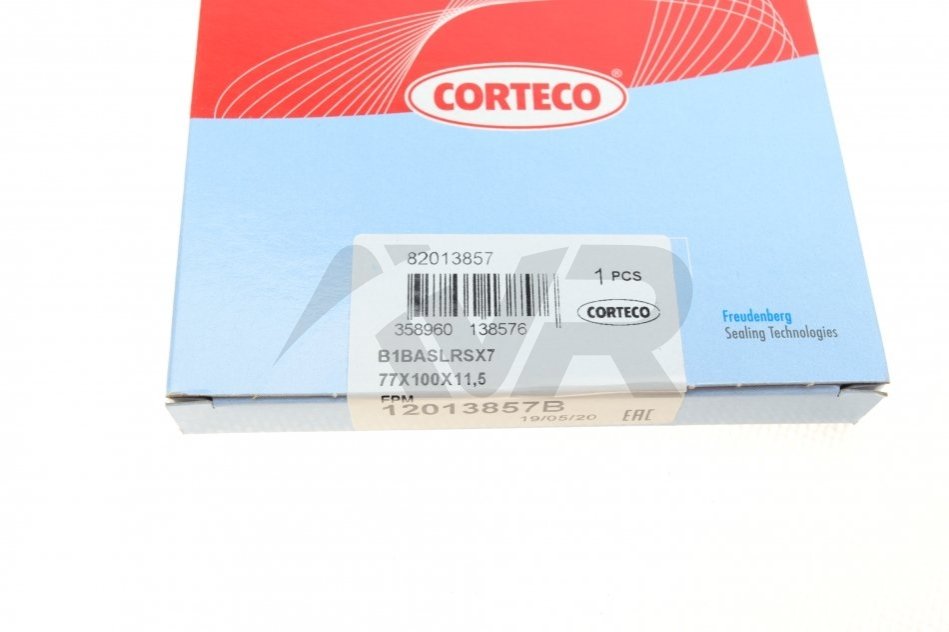 CORTECO®
82013857
1 PCS
358960 138576
CORTECO
B1BASLRSX7
77X100X11,5
FPM
12013857B
19/05/20
EAC
Freudenberg
Sealing Technologies
AVR